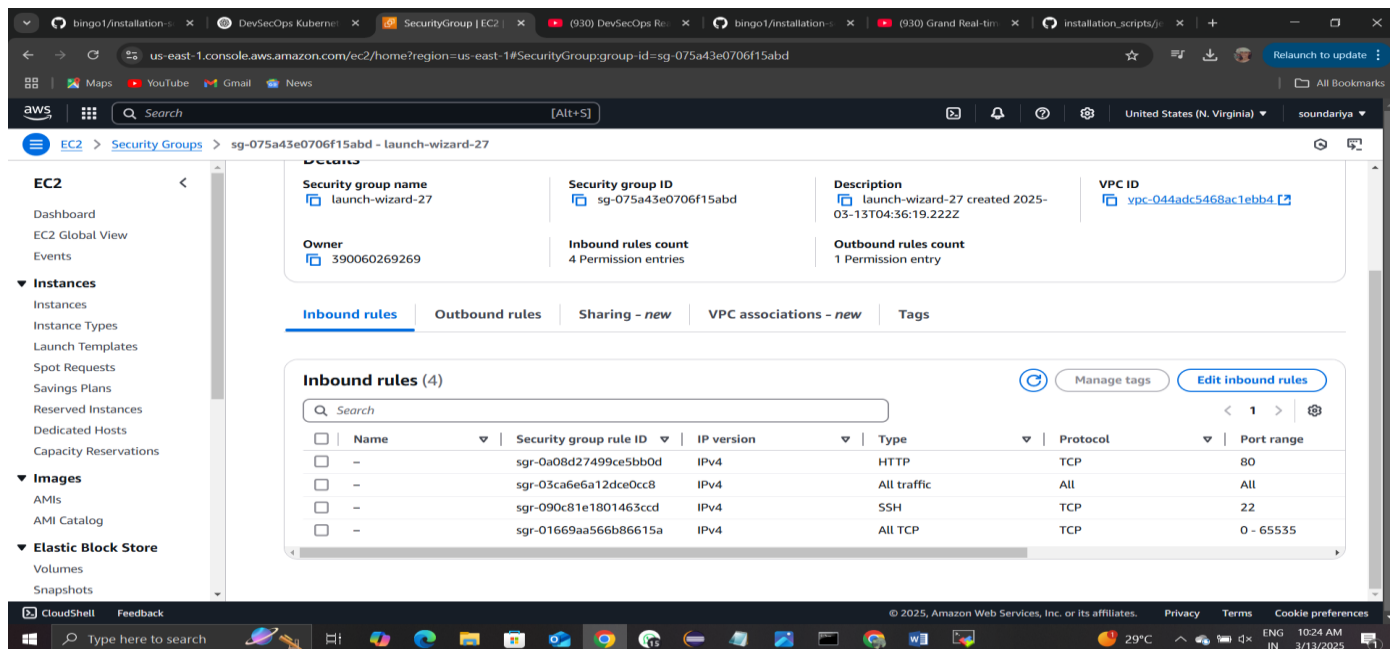 bingo1/installation-s
DevSecOps Kubernet
SecurityGroup | EC2 |
(930) DevSecOps Rea
bingo1/installation-s
(930) Grand Real-tim
installation_scripts/je
us-east-1.console.aws.amazon.com/ec2/home?region=us-east-1#SecurityGroup:group-id=sg-075a43e0706f15abd
Relaunch to update
Maps
YouTube
Gmail
News
All Bookmarks
aws
Search
[Alt+S]
United States (N. Virginia)
soundariya
EC2 > Security Groups > sg-075a43e0706f15abd - launch-wizard-27
EC2
Dashboard
EC2 Global View
Events
Instances
Instances
Instance Types
Launch Templates
Spot Requests
Savings Plans
Reserved Instances
Dedicated Hosts
Capacity Reservations
Images
AMIs
AMI Catalog
Elastic Block Store
Volumes
Snapshots
Details
Security group name
launch-wizard-27
Security group ID
sg-075a43e0706f15abd
Description
launch-wizard-27 created 2025-
03-13T04:36:19.222Z
VPC ID
vpc-044adc5468ac1ebb4
Owner
390060269269
Inbound rules count
4 Permission entries
Outbound rules count
1 Permission entry
Inbound rules
Outbound rules
Sharing - new
VPC associations - new
Tags
Inbound rules (4)
Manage tags
Edit inbound rules
Search
1
Name Security group rule ID IP version Type Protocol Port range
– sgr-0a08d27499ce5bb0d IPv4 HTTP TCP 80
– sgr-03ca6e6a12dce0cc8 IPv4 All traffic All All
– sgr-090c81e1801463ccd IPv4 SSH TCP 22
– sgr-01669aa566b86615a IPv4 All TCP TCP 0 - 65535
CloudShell
Feedback
© 2025, Amazon Web Services, Inc. or its affiliates.
Privacy
Terms
Cookie preferences
Type here to search
29°C
ENG
IN
10:24 AM
3/13/2025